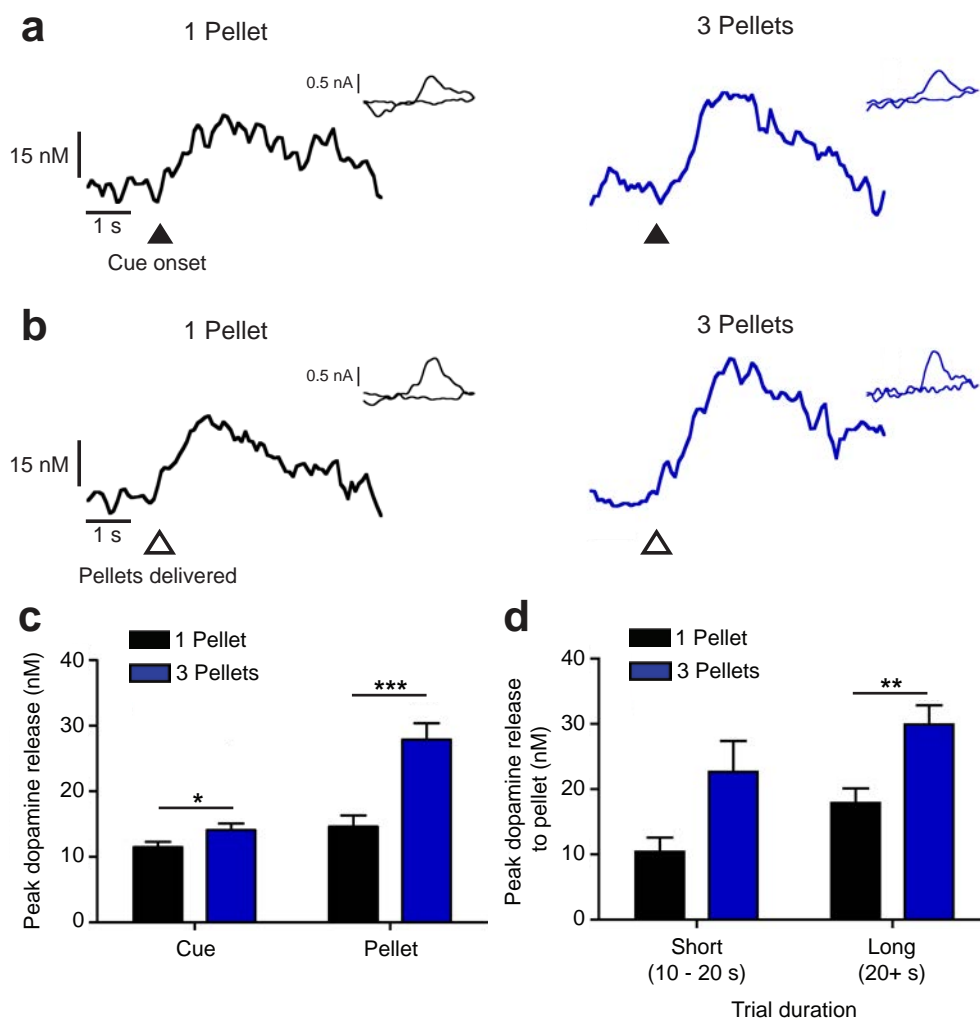 a
1 Pellet
3 Pellets
0.5 nA
15 nM
1 s
Cue onset
b
1 Pellet
3 Pellets
0.5 nA
15 nM
1 s
Pellets delivered
c
1 Pellet
3 Pellets
Peak dopamine release (nM)
40
30
20
10
0
*
***
Cue
Pellet
d
1 Pellet
3 Pellets
Peak dopamine release
to pellet (nM)
40
30
20
10
0
**
Short
(10 - 20 s)
Long
(20+ s)
Trial duration